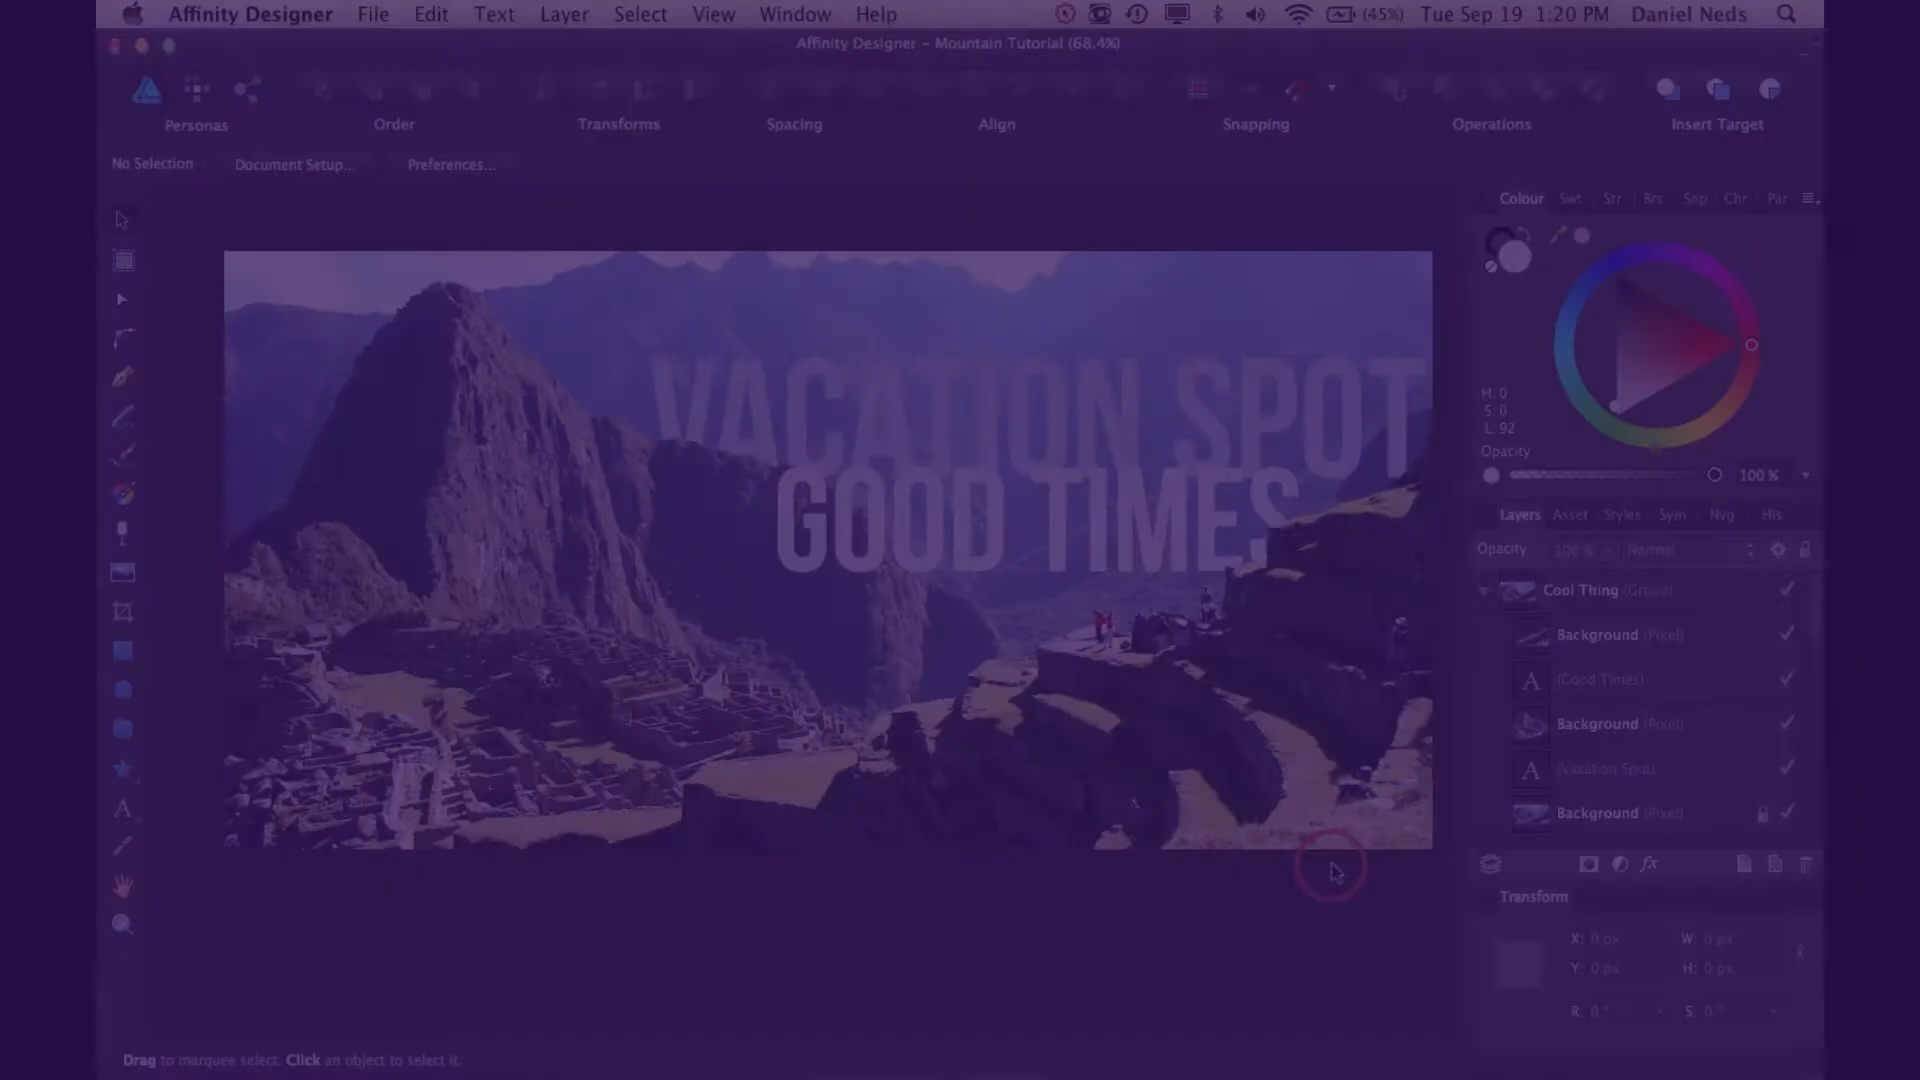 Affinity Designer File Edit Text Layer Select View Window Help (45%) Tue Sep 19 1:20 PM Daniel Neds
Affinity Designer - Mountain Tutorial (68.4%)
Personas Order Transforms Spacing Align Snapping Operations Insert Target
No Selection Document Setup... Preferences...
Colour Swt Str Brs Snp Chr Par
VACATION SPOT
GOOD TIMES
H: 0
S: 0
L: 92
Opacity
100 %
Layers Asset Styles Sym Nvg His
Opacity 100 % Normal
Cool Thing (Group)
Background (Pixel)
A (Good Times)
Background (Pixel)
A (Vacation Spot)
Background (Pixel)
fx
Transform
X: 0 px W: 0 px
Y: 0 px H: 0 px
R: 0 ° S: 0 °
Drag to marquee select. Click an object to select it.